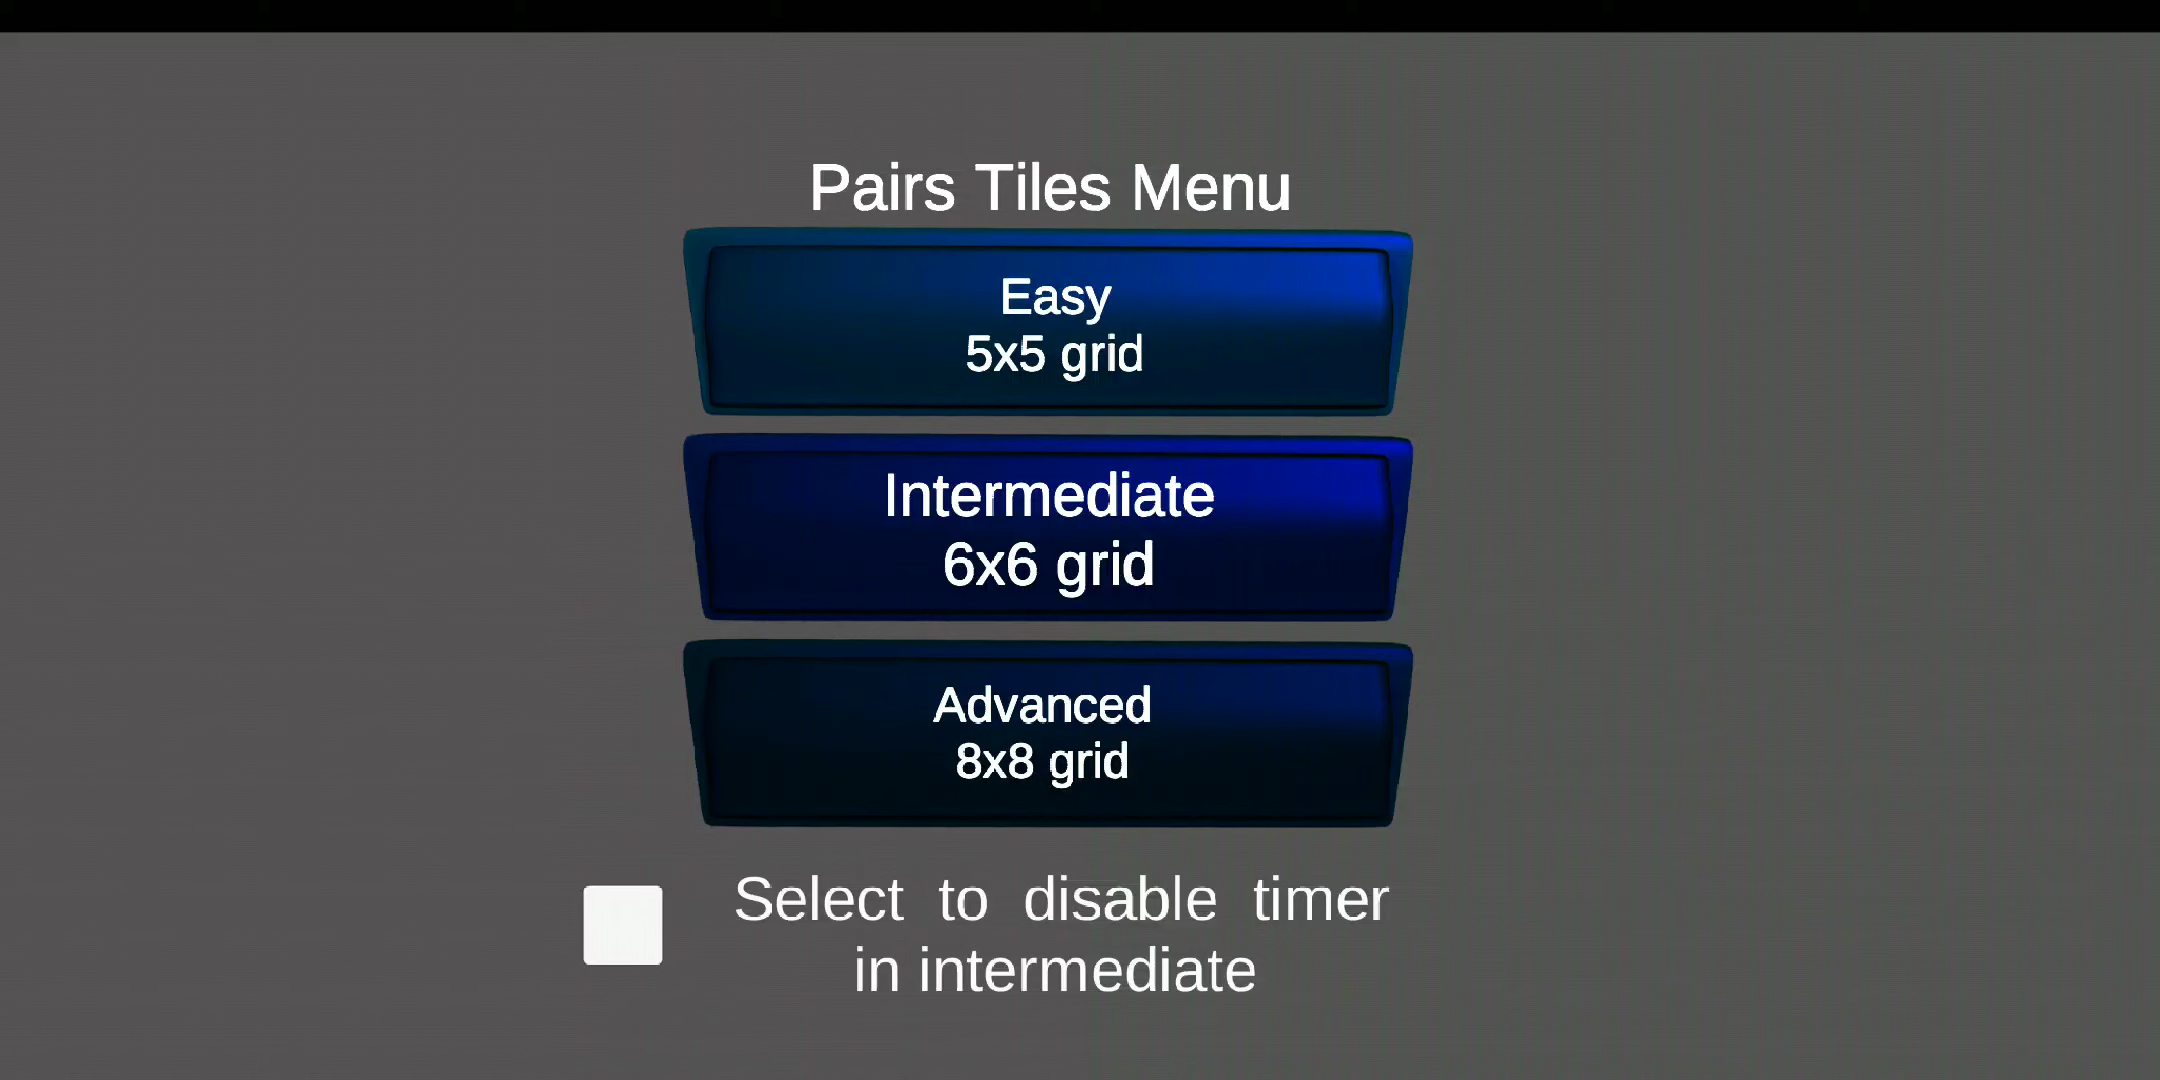 Pairs Tiles Menu
Easy
5x5 grid
Intermediate
6x6 grid
Advanced
8x8 grid
Select to disable timer
in intermediate